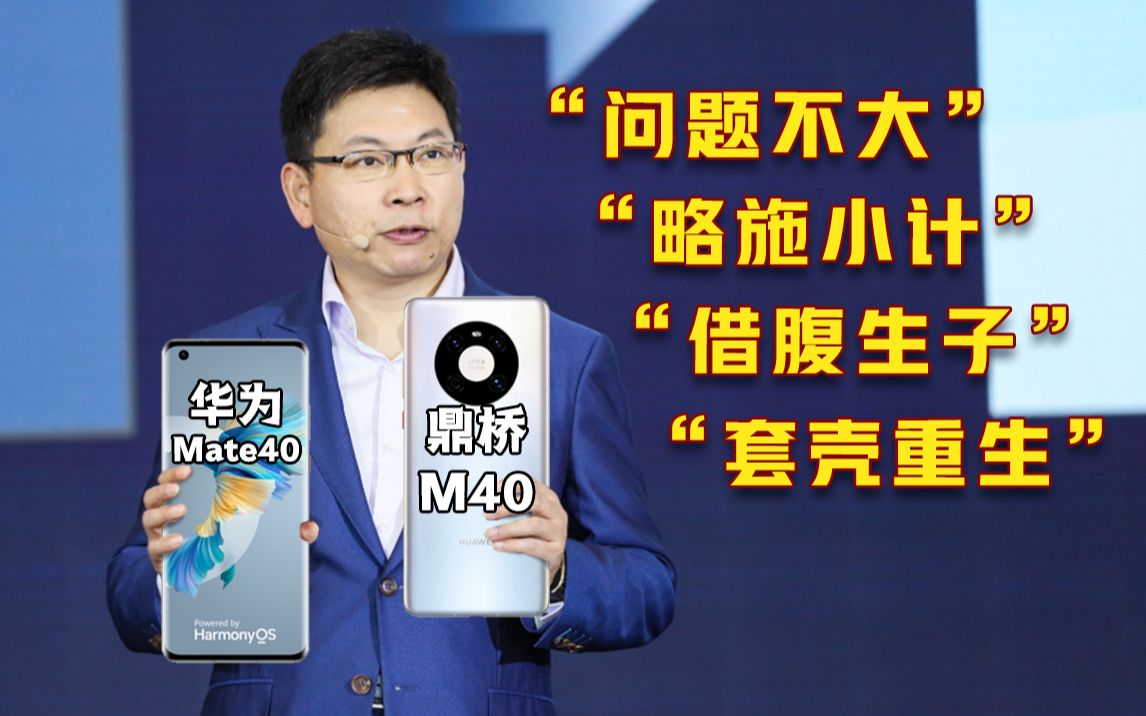 “问题不大”
“略施小计”
“借腹生子”
“套壳重生”
华为
Mate40
鼎桥
M40
LEICA
HUAWEI
Powered by
HarmonyOS